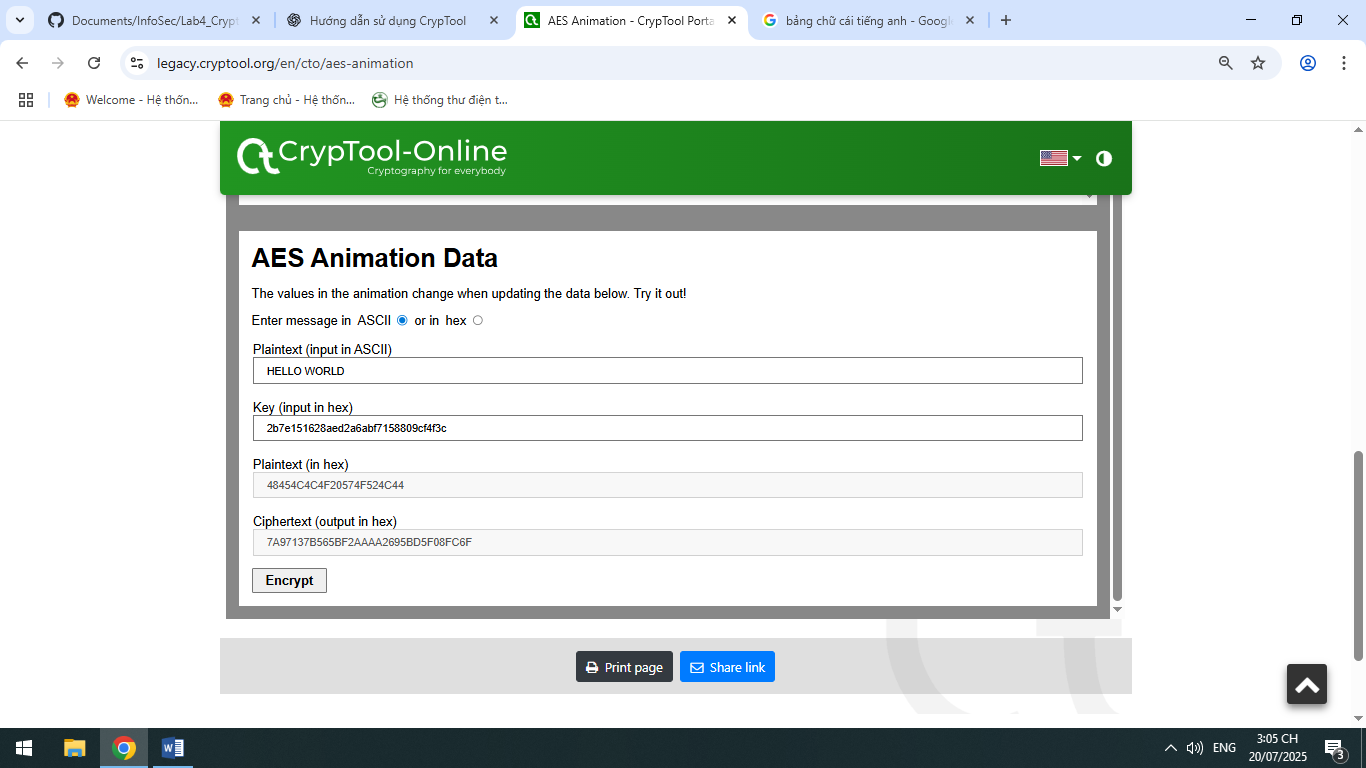 Documents/InfoSec/Lab4_Crypt
Hướng dẫn sử dụng CrypTool
AES Animation - CrypTool Porta
bảng chữ cái tiếng anh - Google
legacy.cryptool.org/en/cto/aes-animation
Welcome - Hệ thốn...
Trang chủ - Hệ thốn...
Hệ thống thư điện t...
CrypTool-Online
Cryptography for everybody
AES Animation Data
The values in the animation change when updating the data below. Try it out!
Enter message in ASCII or in hex
Plaintext (input in ASCII)
HELLO WORLD
Key (input in hex)
2b7e151628aed2a6abf7158809cf4f3c
Plaintext (in hex)
48454C4C4F20574F524C44
Ciphertext (output in hex)
7A97137B565BF2AAAA2695BD5F08FC6F
Encrypt
Print page
Share link
ENG
3:05 CH
20/07/2025
3